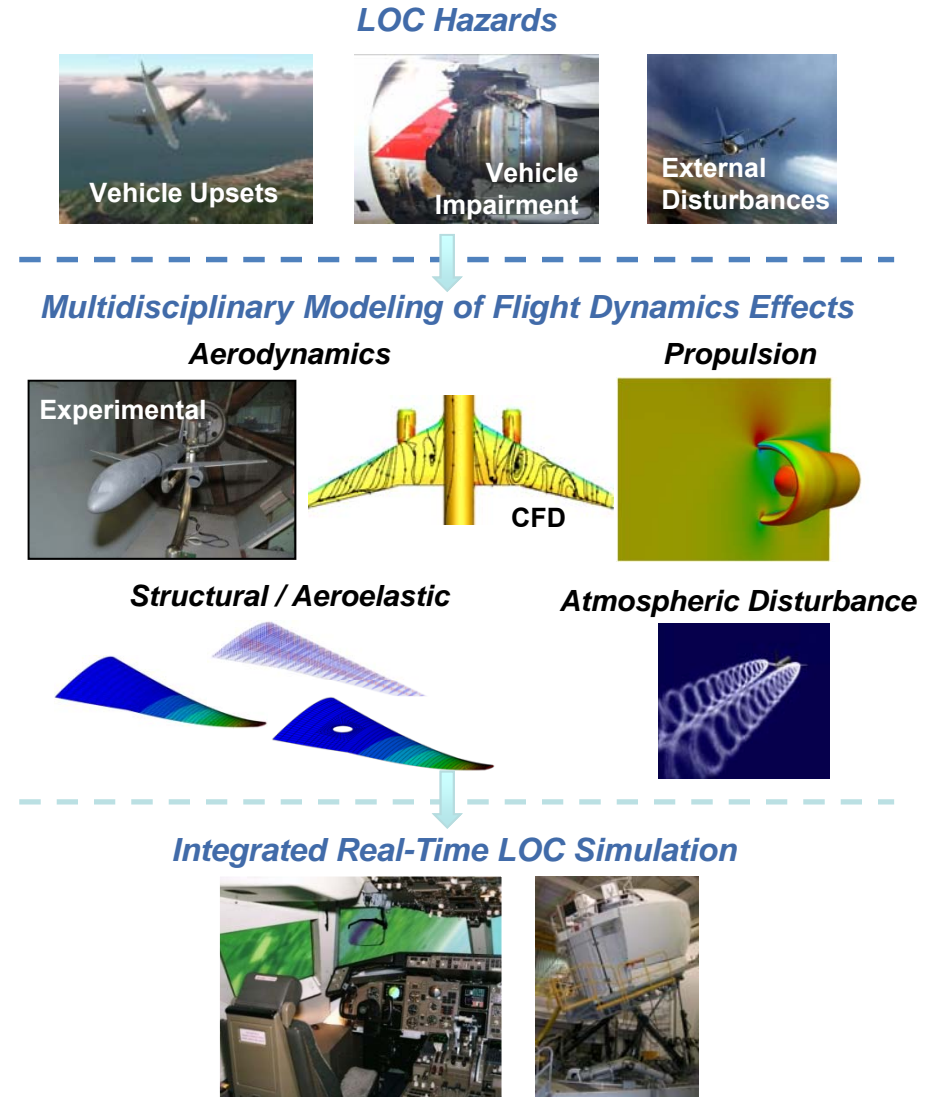 LOC Hazards
Vehicle Upsets
Vehicle
Impairment
External
Disturbances
Multidisciplinary Modeling of Flight Dynamics Effects
Aerodynamics
Propulsion
Experimental
CFD
Structural / Aeroelastic
Atmospheric Disturbance
Integrated Real-Time LOC Simulation